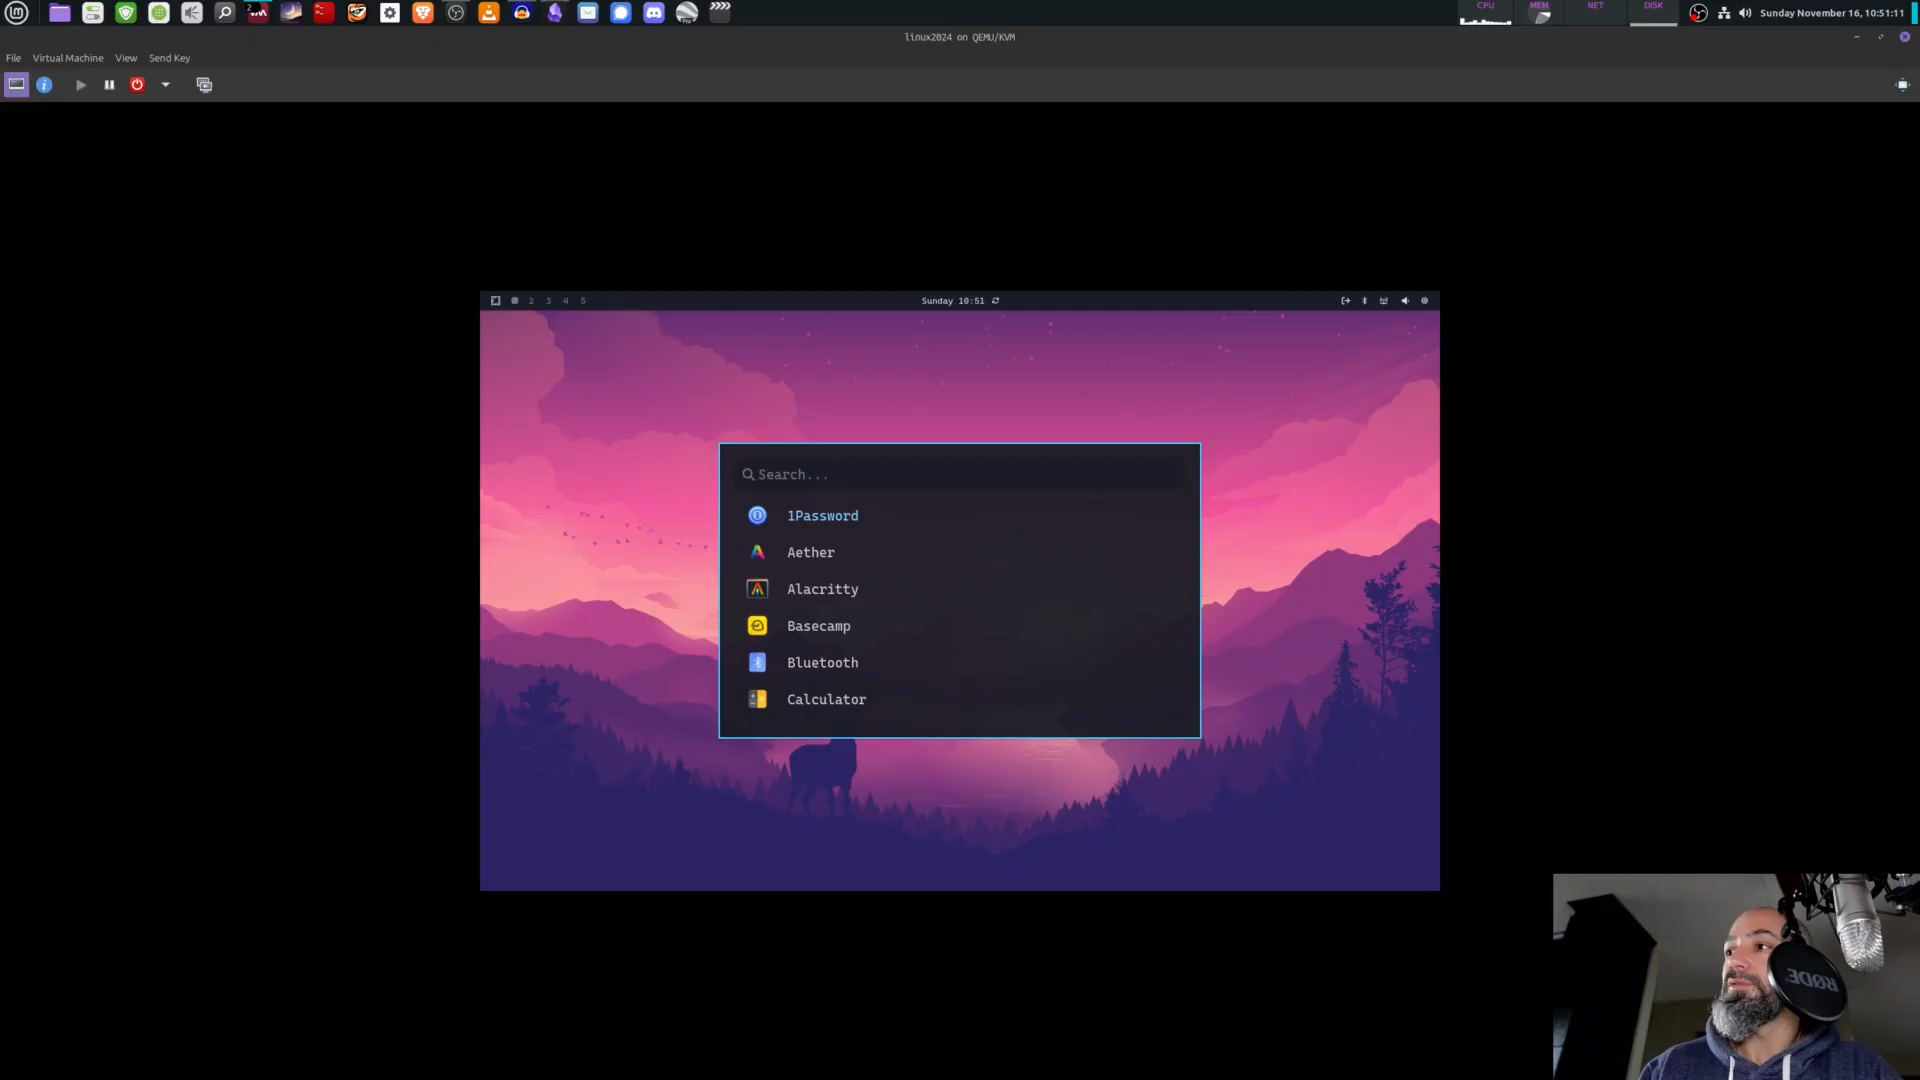 CPU MEM NET DISK Sunday November 16, 10:51:11
linux2024 on QEMU/KVM
File Virtual Machine View Send Key
2 3 4 5 Sunday 10:51
Search...
1Password
Aether
Alacritty
Basecamp
Bluetooth
Calculator
RØDE